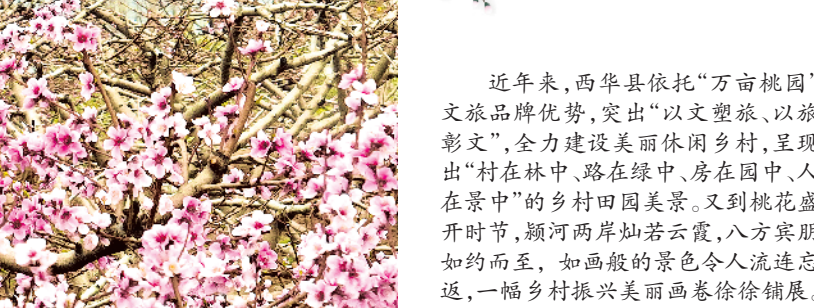 近年来,西华县依托“万亩桃园”
文旅品牌优势,突出“以文塑旅、以旅
彰文”,全力建设美丽休闲乡村,呈现
出“村在林中、路在绿中、房在园中、人
在景中”的乡村田园美景。又到桃花盛
开时节,颍河两岸灿若云霞,八方宾朋
如约而至, 如画般的景色令人流连忘
返,一幅乡村振兴美丽画卷徐徐铺展。